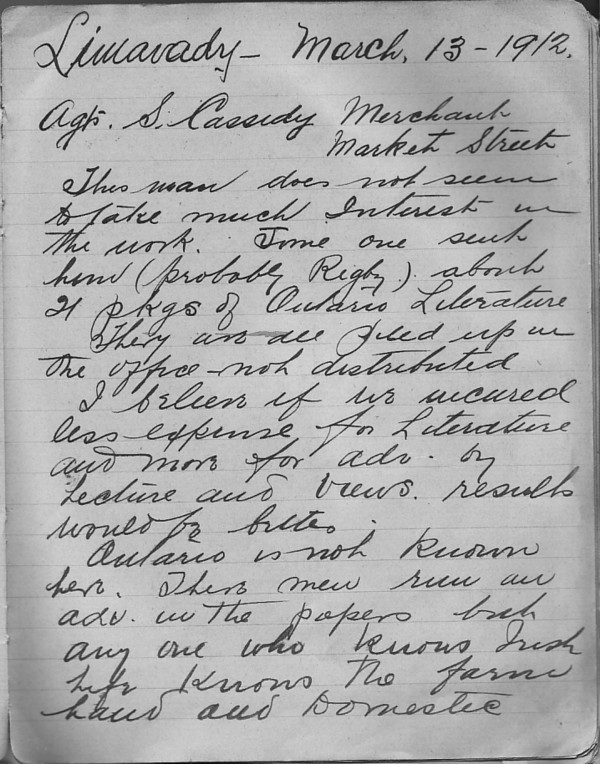 Limavady - March. 13 - 1912.
Agt. S. Cassidy Merchant
Market Street
This man does not seem
to take much Interest in
the work. Some one sent
him (probably Rigby). about
21 pkgs of Ontario Literature
They are all piled up in
the office - not distributed
I believe if we incured
less expense for Literature
and more for adv. by
Lecture and Views. results
would be better.
Ontario is not Known
here. These men run an
adv. in the papers but
any one who knows Irish
Life Knows the farm
hand and Domestic